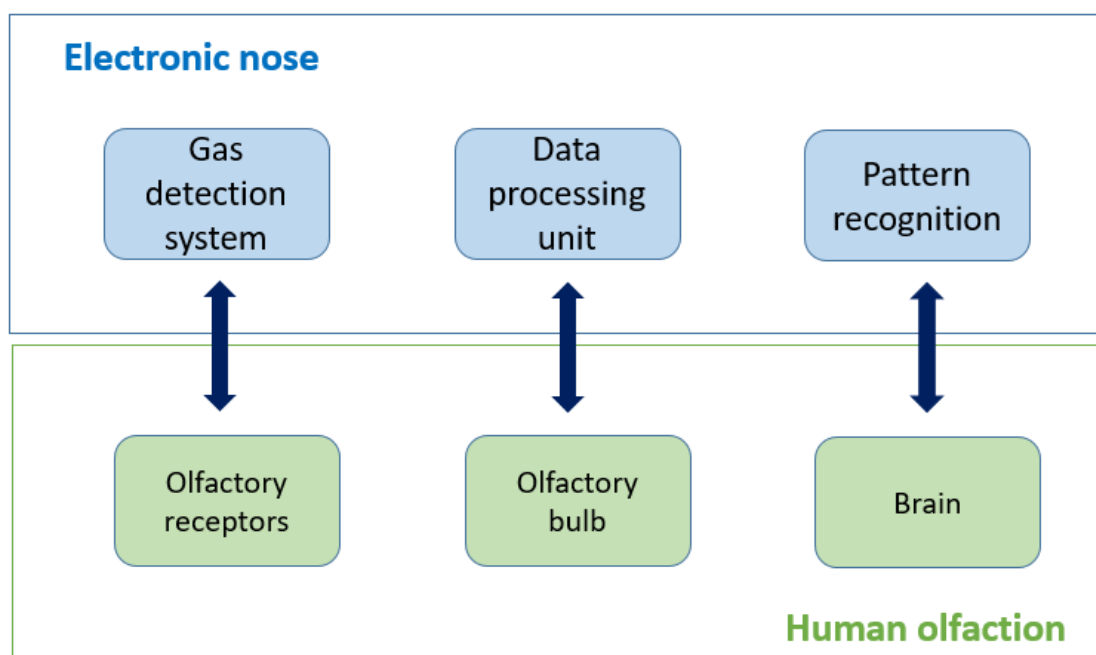 Electronic nose
Gas
detection
system
Data
processing
unit
Pattern
recognition
Olfactory
receptors
Olfactory
bulb
Brain
Human olfaction